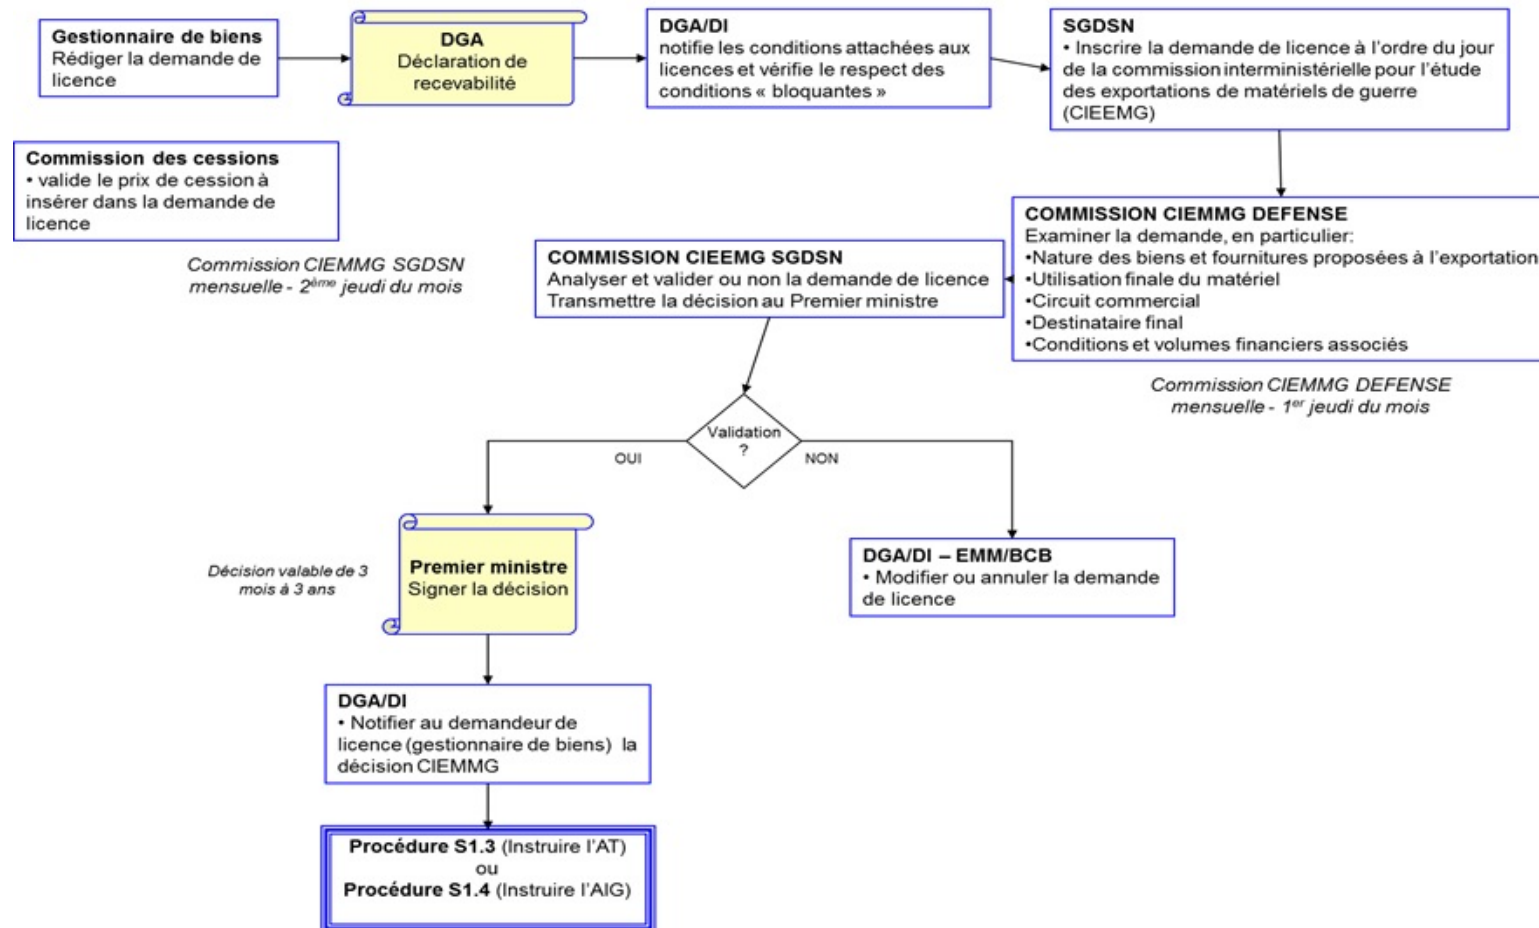 Gestionnaire de biens
Rédiger la demande de
licence
DGA
Déclaration de
recevabilité
DGA/DI
notifie les conditions attachées aux
licences et vérifie le respect des
conditions « bloquantes »
SGDSN
• Inscrire la demande de licence à l'ordre du jour
de la commission interministérielle pour l'étude
des exportations de matériels de guerre
(CIEEMG)
Commission des cessions
• valide le prix de cession à
insérer dans la demande de
licence
Commission CIEMMG SGDSN
mensuelle - 2ème jeudi du mois
COMMISSION CIEEMG SGDSN
Analyser et valider ou non la demande de licence
Transmettre la décision au Premier ministre
COMMISSION CIEMMG DEFENSE
Examiner la demande, en particulier:
•Nature des biens et fournitures proposées à l'exportation
•Utilisation finale du matériel
•Circuit commercial
•Destinataire final
•Conditions et volumes financiers associés
Commission CIEMMG DEFENSE
mensuelle - 1er jeudi du mois
Validation
?
OUI
NON
Décision valable de 3
mois à 3 ans
Premier ministre
Signer la décision
DGA/DI – EMM/BCB
• Modifier ou annuler la demande
de licence
DGA/DI
• Notifier au demandeur de
licence (gestionnaire de biens) la
décision CIEMMG
Procédure S1.3 (Instruire l'AT)
ou
Procédure S1.4 (Instruire l'AIG)